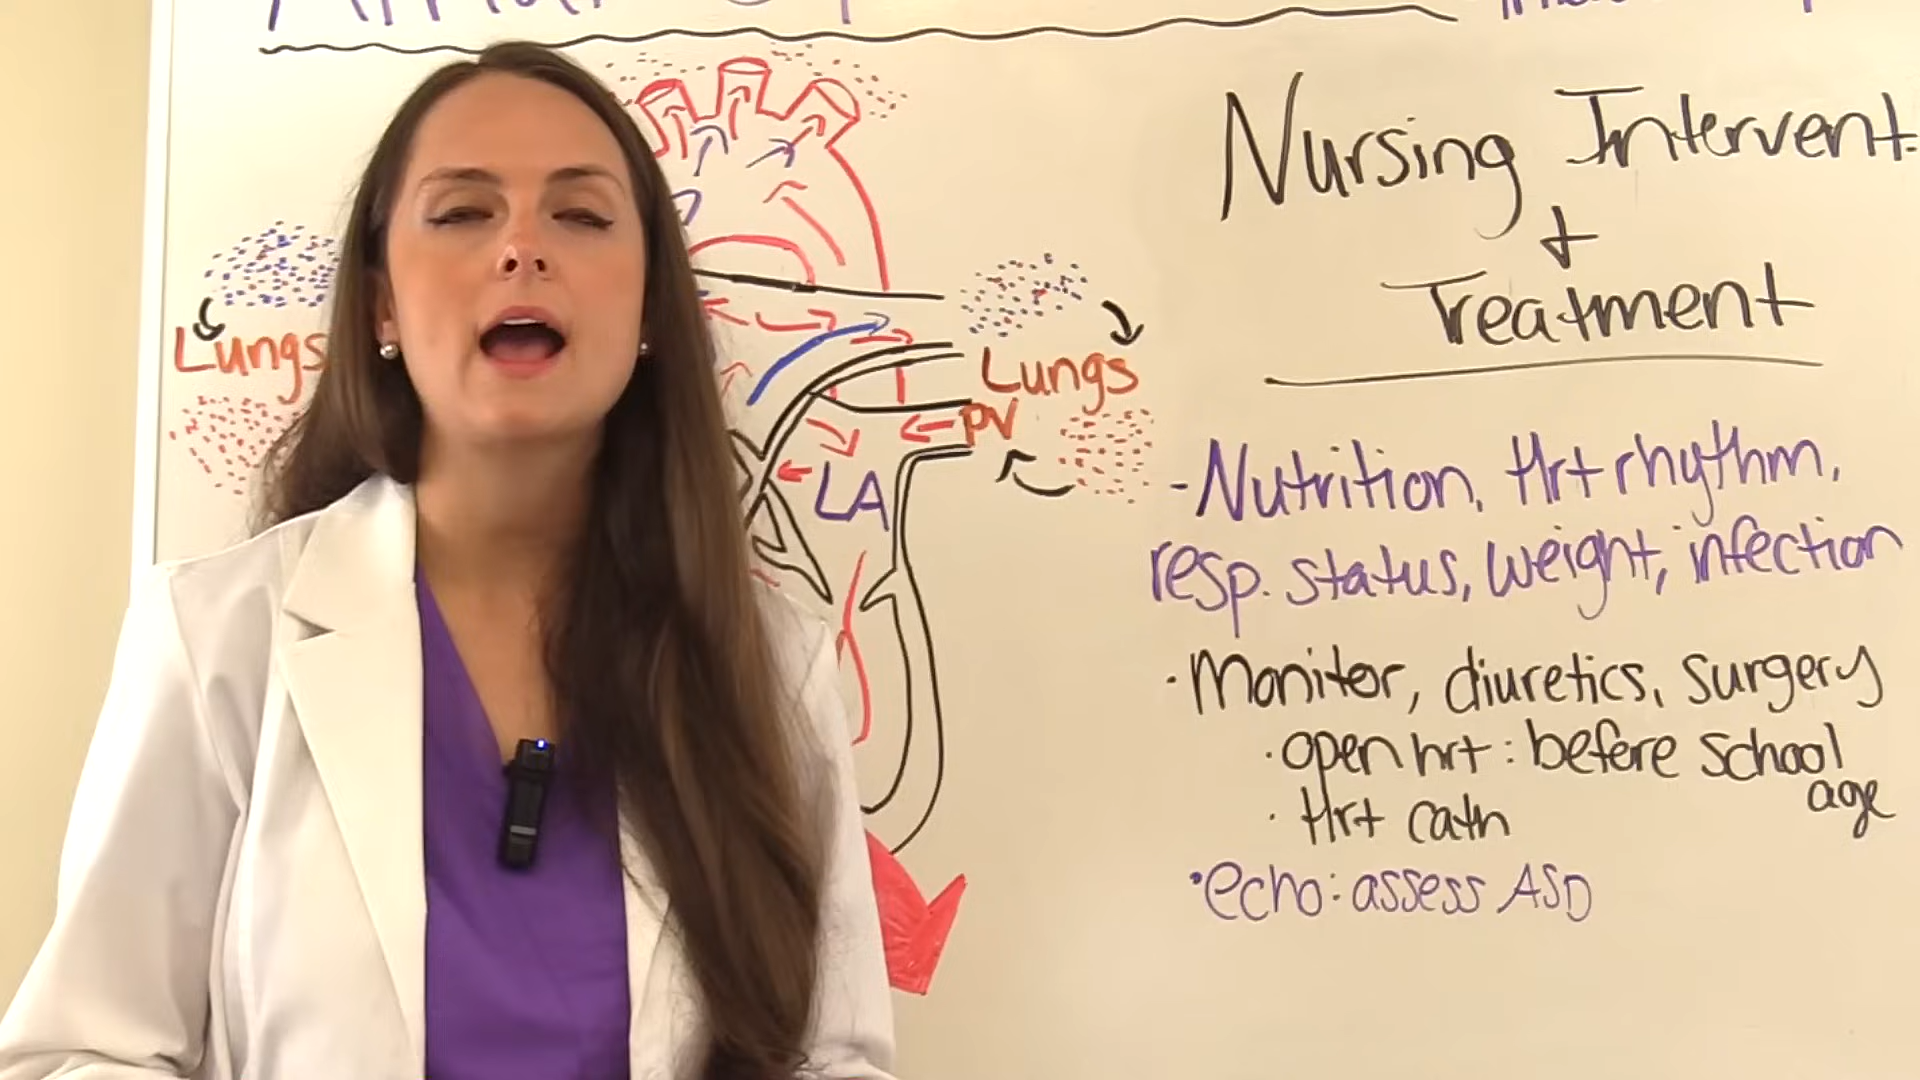 Nursing Intervent.
+
Treatment
Lungs
Lungs
PV
LA
- Nutrition, Hrt rhythm,
resp. status, weight, infection
· Monitor, diuretics, surgery
· open hrt : before school
age
· Hrt cath
· echo: assess ASD